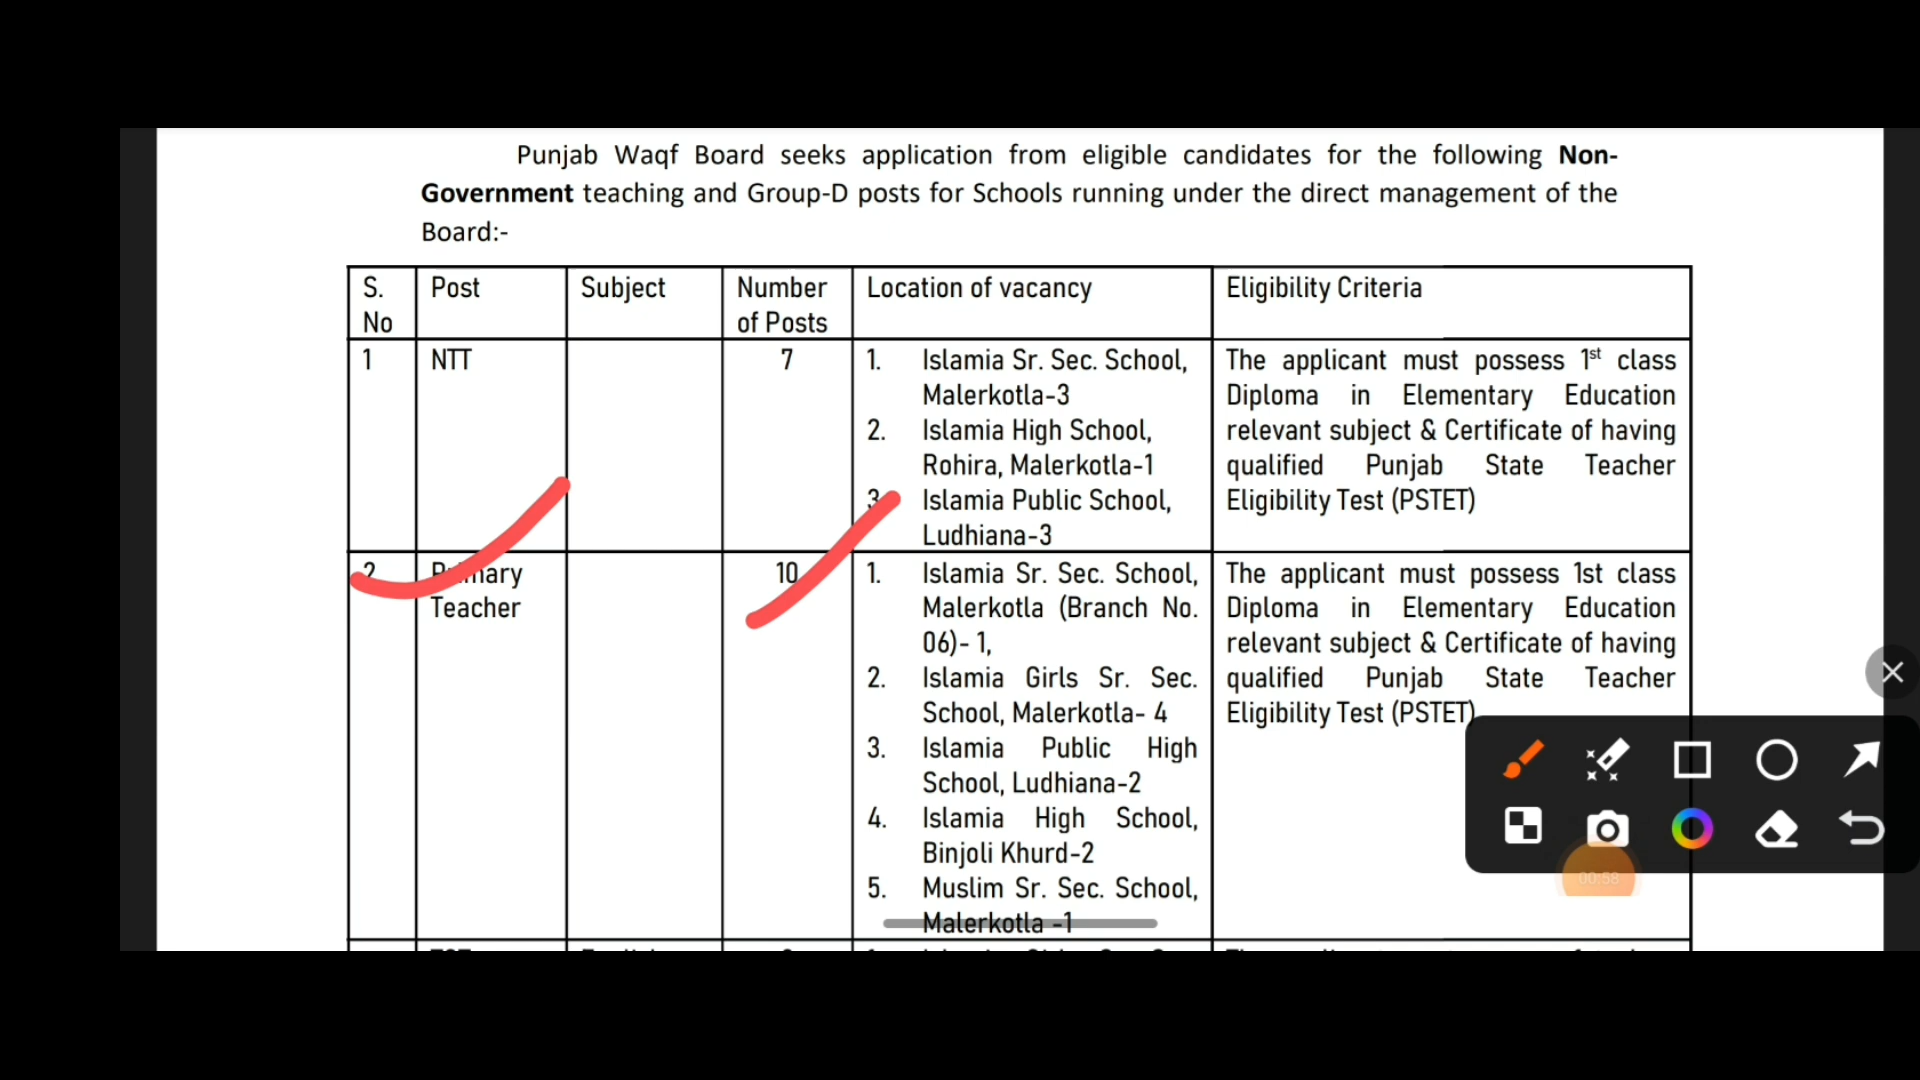 Punjab Waqf Board seeks application from eligible candidates for the following Non-
Government teaching and Group-D posts for Schools running under the direct management of the
Board:-
S. No
Post
Subject
Number of Posts
Location of vacancy
Eligibility Criteria
1
NTT
7
1. Islamia Sr. Sec. School,
Malerkotla-3
2. Islamia High School,
Rohira, Malerkotla-1
3. Islamia Public School,
Ludhiana-3
The applicant must possess 1st class
Diploma in Elementary Education
relevant subject & Certificate of having
qualified Punjab State Teacher
Eligibility Test (PSTET)
2
Primary
Teacher
10
1. Islamia Sr. Sec. School,
Malerkotla (Branch No.
06)- 1,
2. Islamia Girls Sr. Sec.
School, Malerkotla- 4
3. Islamia Public High
School, Ludhiana-2
4. Islamia High School,
Binjoli Khurd-2
5. Muslim Sr. Sec. School,
Malerkotla -1
The applicant must possess 1st class
Diploma in Elementary Education
relevant subject & Certificate of having
qualified Punjab State Teacher
Eligibility Test (PSTET)
00:58